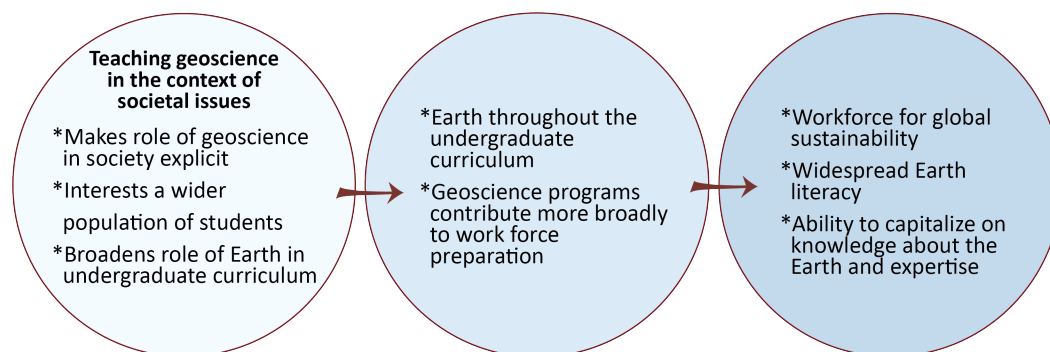 Teaching geoscience
in the context of
societal issues
*Makes role of geoscience
in society explicit
*Interests a wider
population of students
*Broadens role of Earth in
undergraduate curriculum
*Earth throughout the
undergraduate
curriculum
*Geoscience programs
contribute more broadly
to work force
preparation
*Workforce for global
sustainability
*Widespread Earth
literacy
*Ability to capitalize on
knowledge about the
Earth and expertise